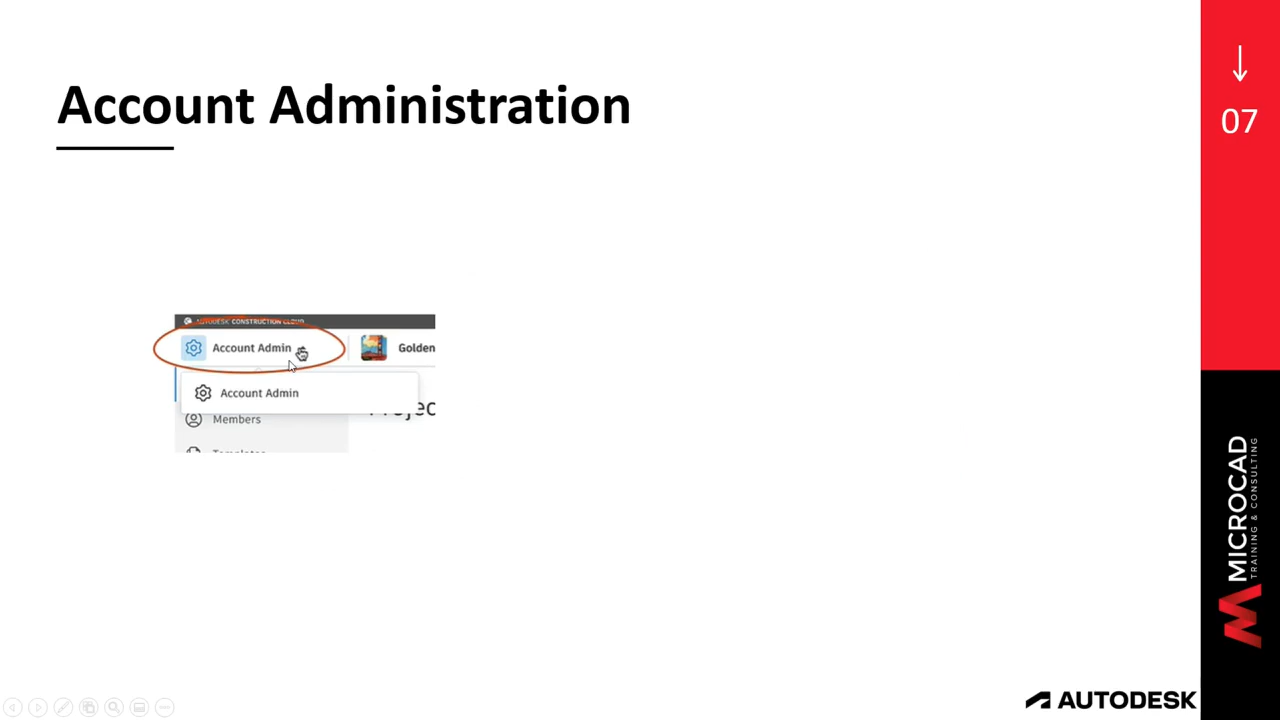 Account Administration
07
AUTODESK CONSTRUCTION CLOUD
Account Admin
Golden
Account Admin
Members
MICROCAD
TRAINING & CONSULTING
AUTODESK